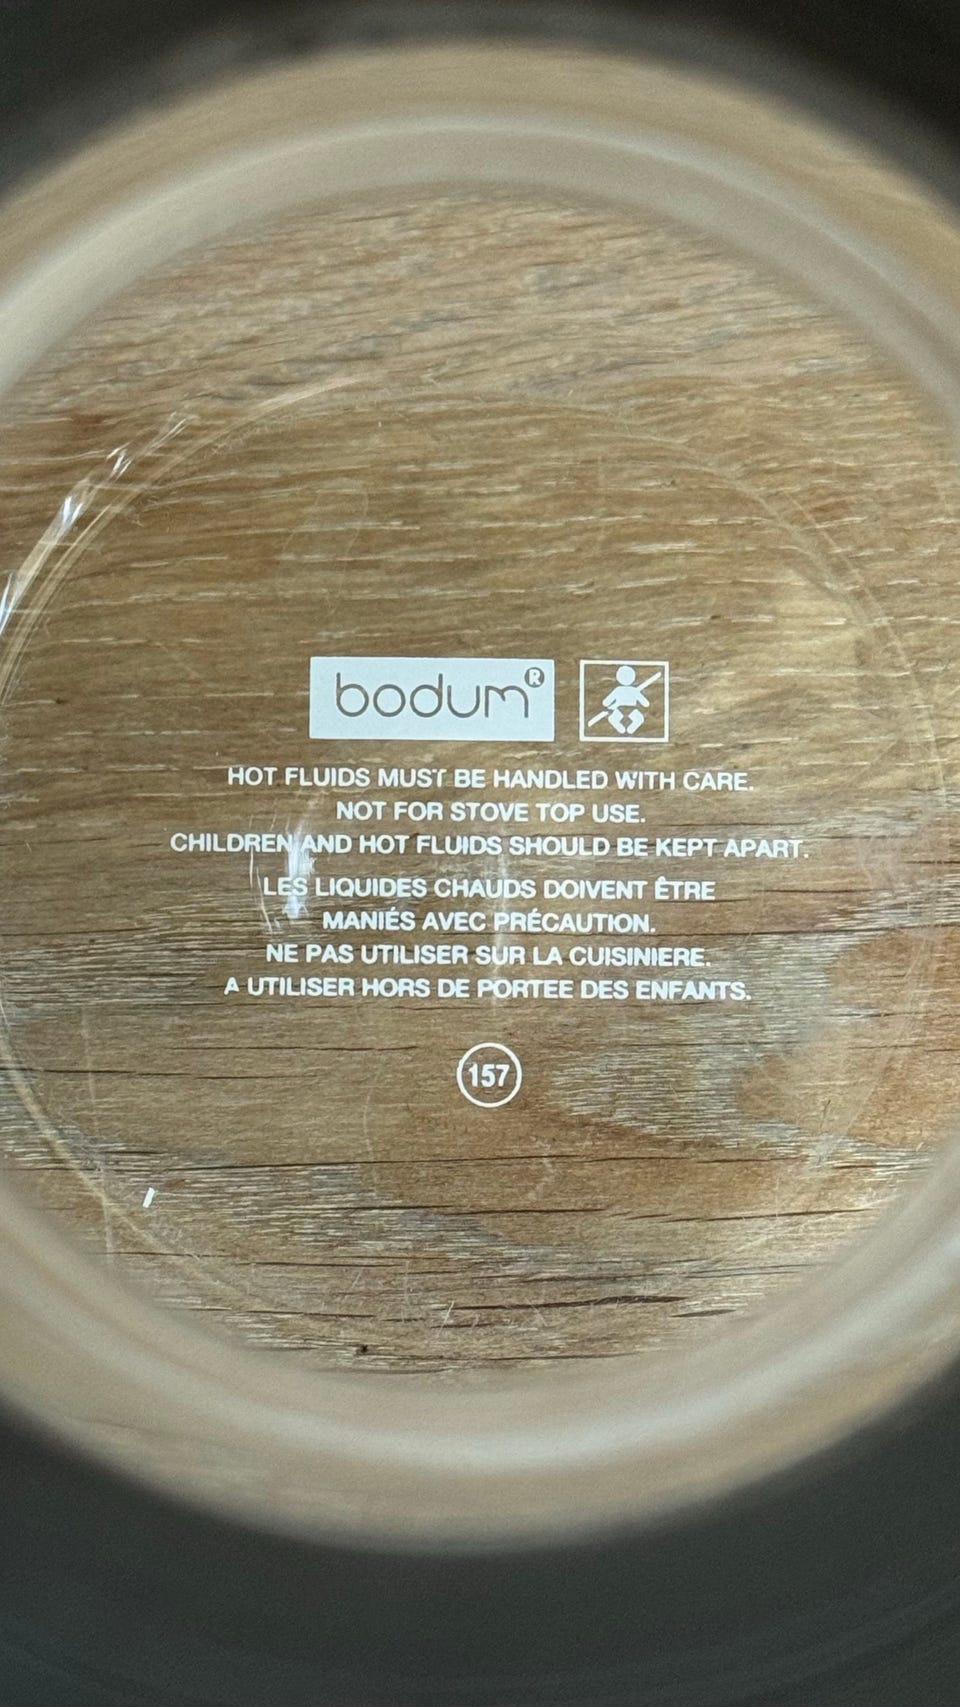 bodum®
HOT FLUIDS MUST BE HANDLED WITH CARE.
NOT FOR STOVE TOP USE.
CHILDREN AND HOT FLUIDS SHOULD BE KEPT APART.
LES LIQUIDES CHAUDS DOIVENT ÊTRE
MANIÉS AVEC PRÉCAUTION.
NE PAS UTILISER SUR LA CUISINIERE.
A UTILISER HORS DE PORTEE DES ENFANTS.
157